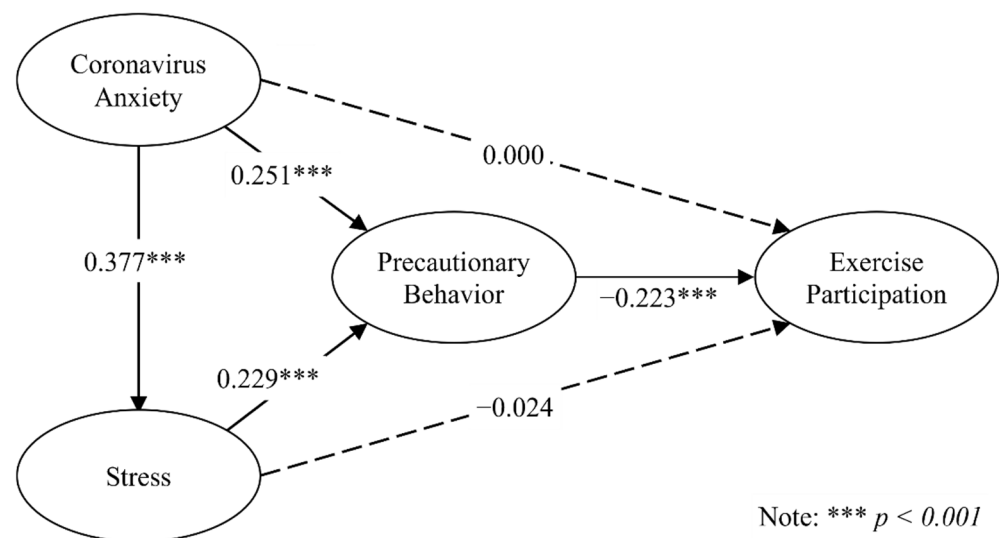 Coronavirus
Anxiety
0.000
0.251***
0.377***
Precautionary
Behavior
Exercise
Participation
−0.223***
0.229***
−0.024
Stress
Note: *** p < 0.001